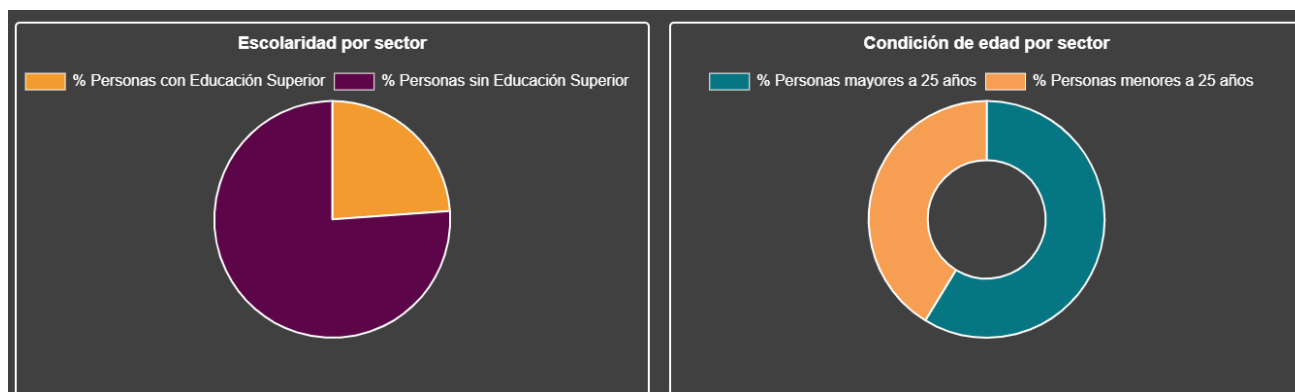 Escolaridad por sector
% Personas con Educación Superior
% Personas sin Educación Superior
Condición de edad por sector
% Personas mayores a 25 años
% Personas menores a 25 años